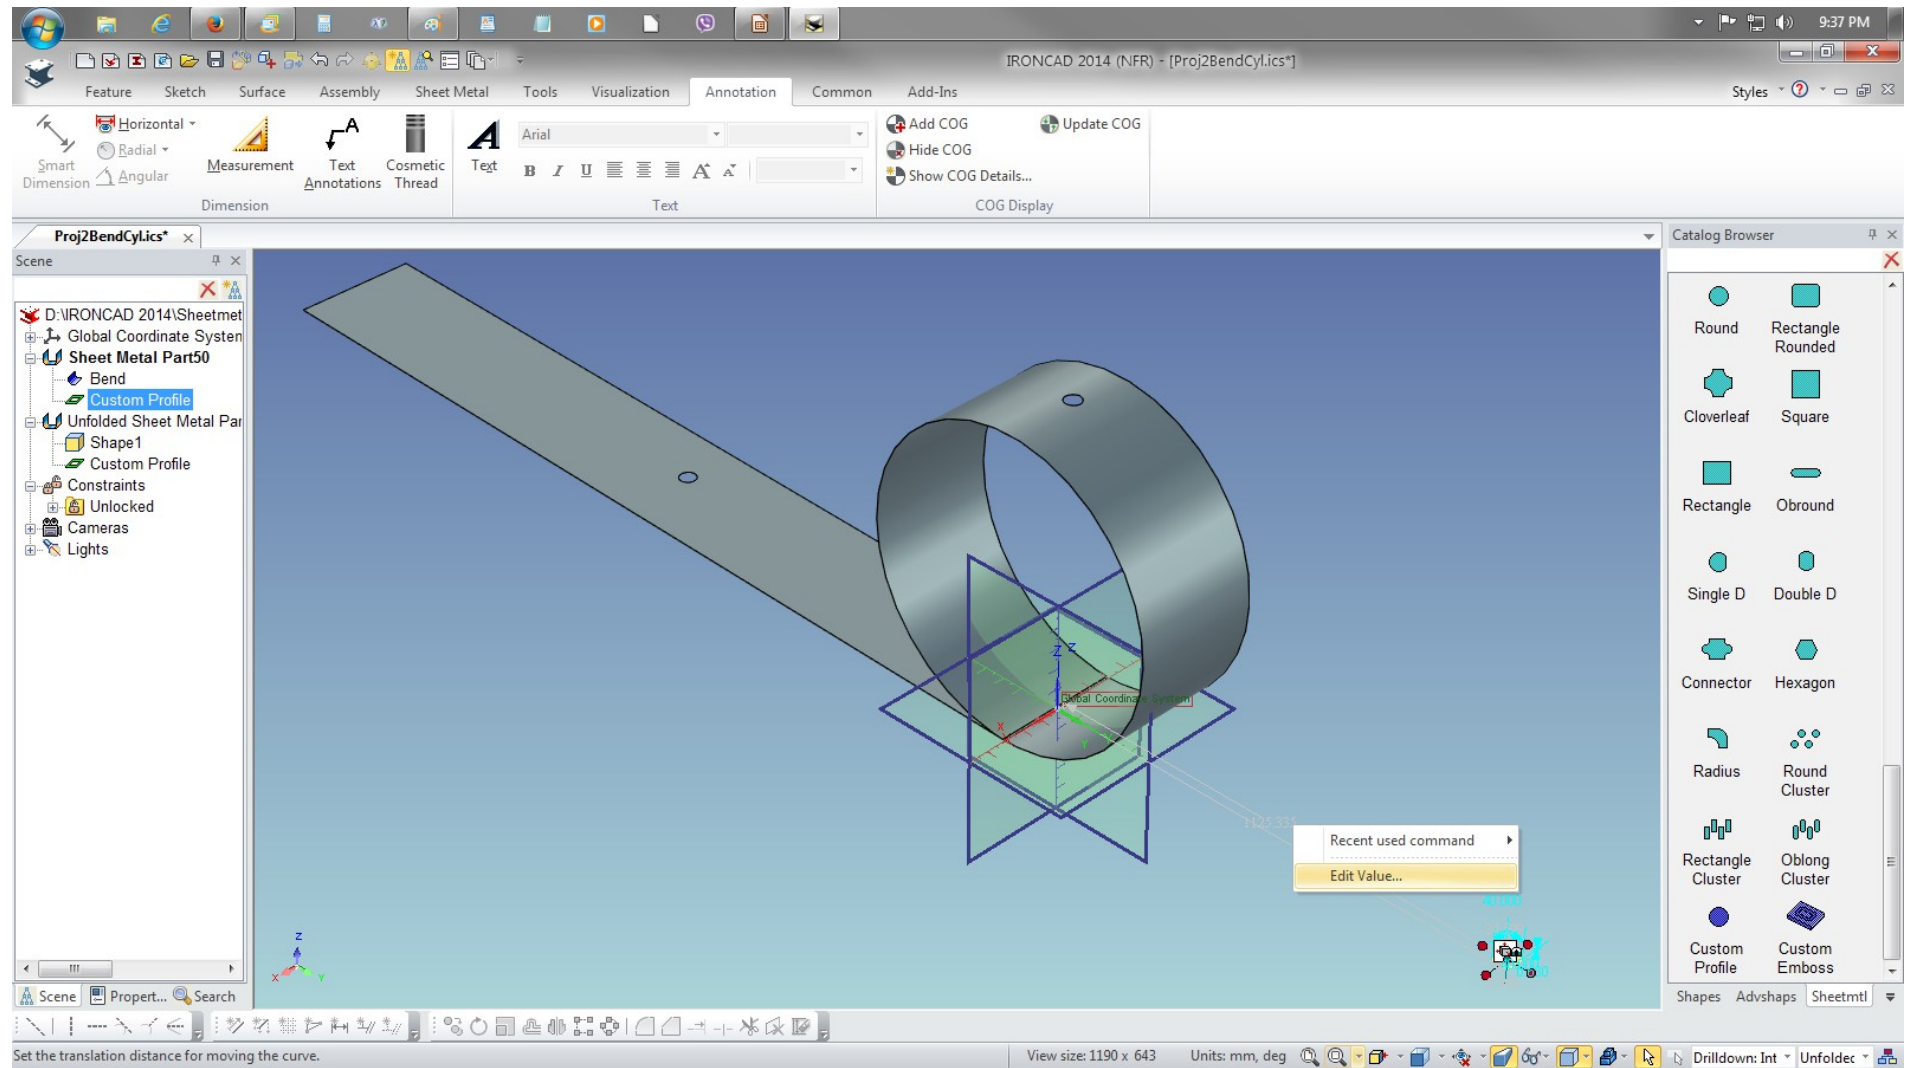 9:37 PM
IRONCAD 2014 (NFR) - [Proj2BendCyl.ics*]
Feature Sketch Surface Assembly Sheet Metal Tools Visualization Annotation Common Add-Ins Styles
Smart Dimension
Horizontal
Radial
Angular
Measurement
Text Annotations
Cosmetic Thread
Dimension
Text
Arial
B I U
Text
Add COG
Hide COG
Show COG Details...
Update COG
COG Display
Proj2BendCyl.ics*
Scene
D:\IRONCAD 2014\Sheetmet
Global Coordinate Systen
Sheet Metal Part50
Bend
Custom Profile
Unfolded Sheet Metal Par
Shape1
Custom Profile
Constraints
Unlocked
Cameras
Lights
Scene Propert... Search
Z
Z
X
Y
Global Coordinate System
1125.335
Recent used command
Edit Value...
Z
X
Y
Catalog Browser
Round
Rectangle Rounded
Cloverleaf
Square
Rectangle
Obround
Single D
Double D
Connector
Hexagon
Radius
Round Cluster
Rectangle Cluster
Oblong Cluster
Custom Profile
Custom Emboss
Shapes Advshaps Sheetmtl
Set the translation distance for moving the curve.
View size: 1190 x 643
Units: mm, deg
Drilldown: Int
Unfoldec